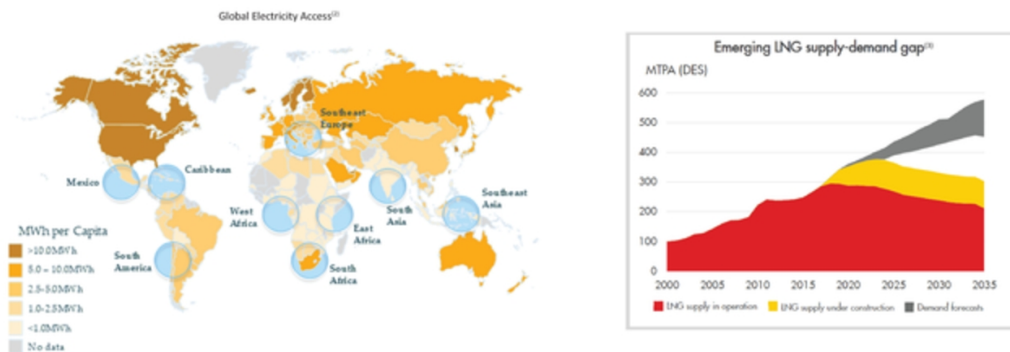 Global Electricity Access(2)
Southeast
Europe
Mexico
Caribbean
West
Africa
East
Africa
South
Asia
Southeast
Asia
South
America
South
Africa
MWh per Capita
>10.0MWh
5.0 – 10.0MWh
2.5-5.0MWh
1.0-2.5MWh
<1.0MWh
No data
Emerging LNG supply-demand gap(3)
MTPA (DES)
600
500
400
300
200
100
0
2000 2005 2010 2015 2020 2025 2030 2035
LNG supply in operation LNG supply under construction Demand forecasts